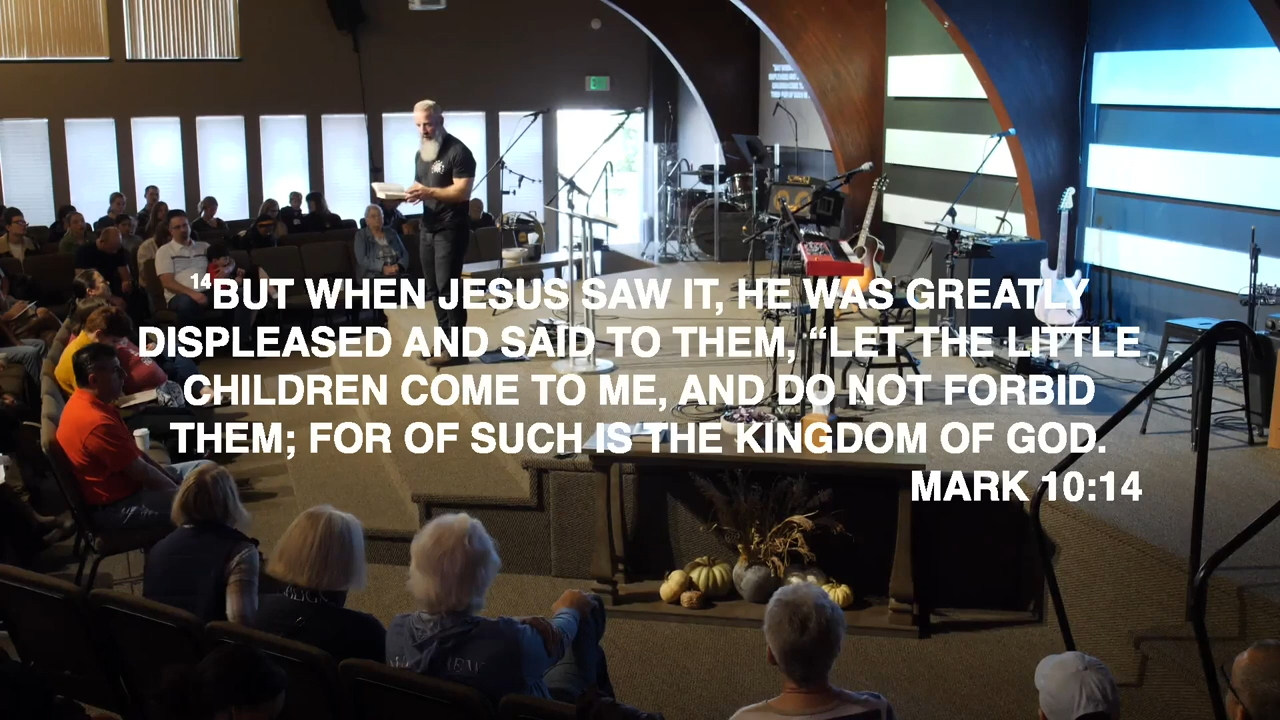 ¹⁴BUT WHEN JESUS SAW IT, HE WAS GREATLY
DISPLEASED AND SAID TO THEM, “LET THE LITTLE
CHILDREN COME TO ME, AND DO NOT FORBID
THEM; FOR OF SUCH IS THE KINGDOM OF GOD.
MARK 10:14